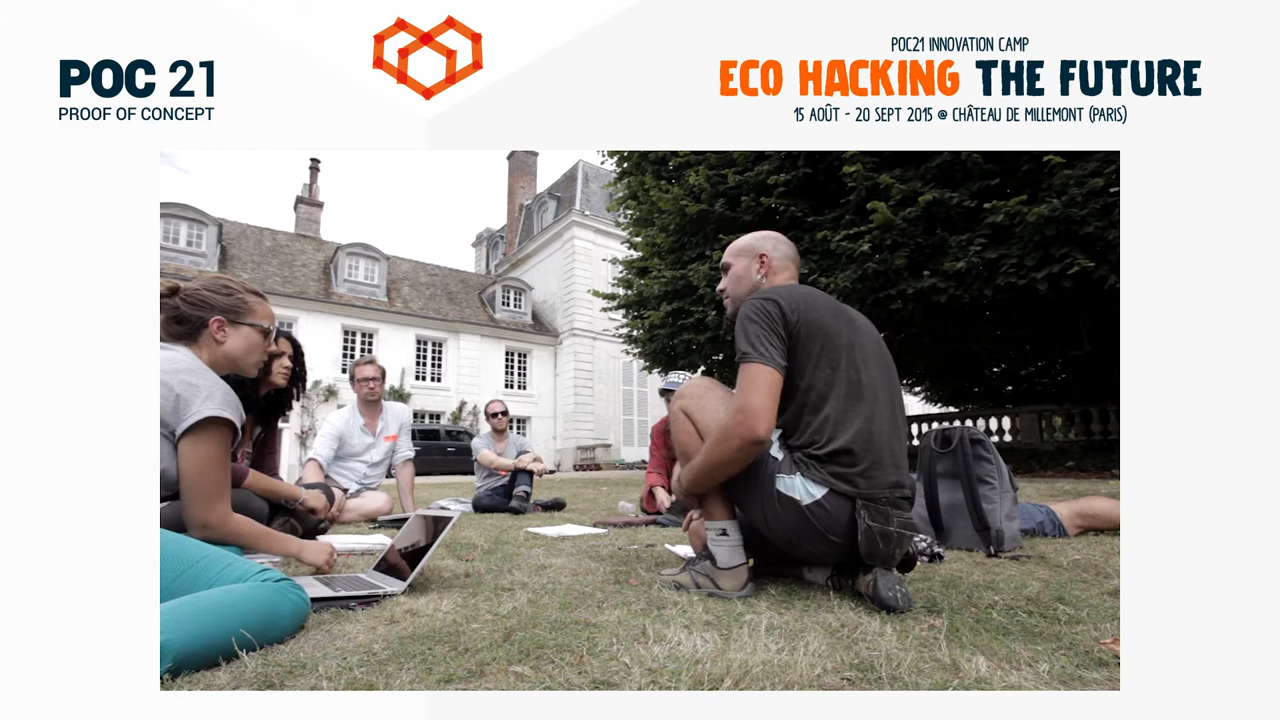 POC 21
PROOF OF CONCEPT
POC21 INNOVATION CAMP
ECO HACKING THE FUTURE
15 AOÛT - 20 SEPT 2015 @ CHÂTEAU DE MILLEMONT (PARIS)